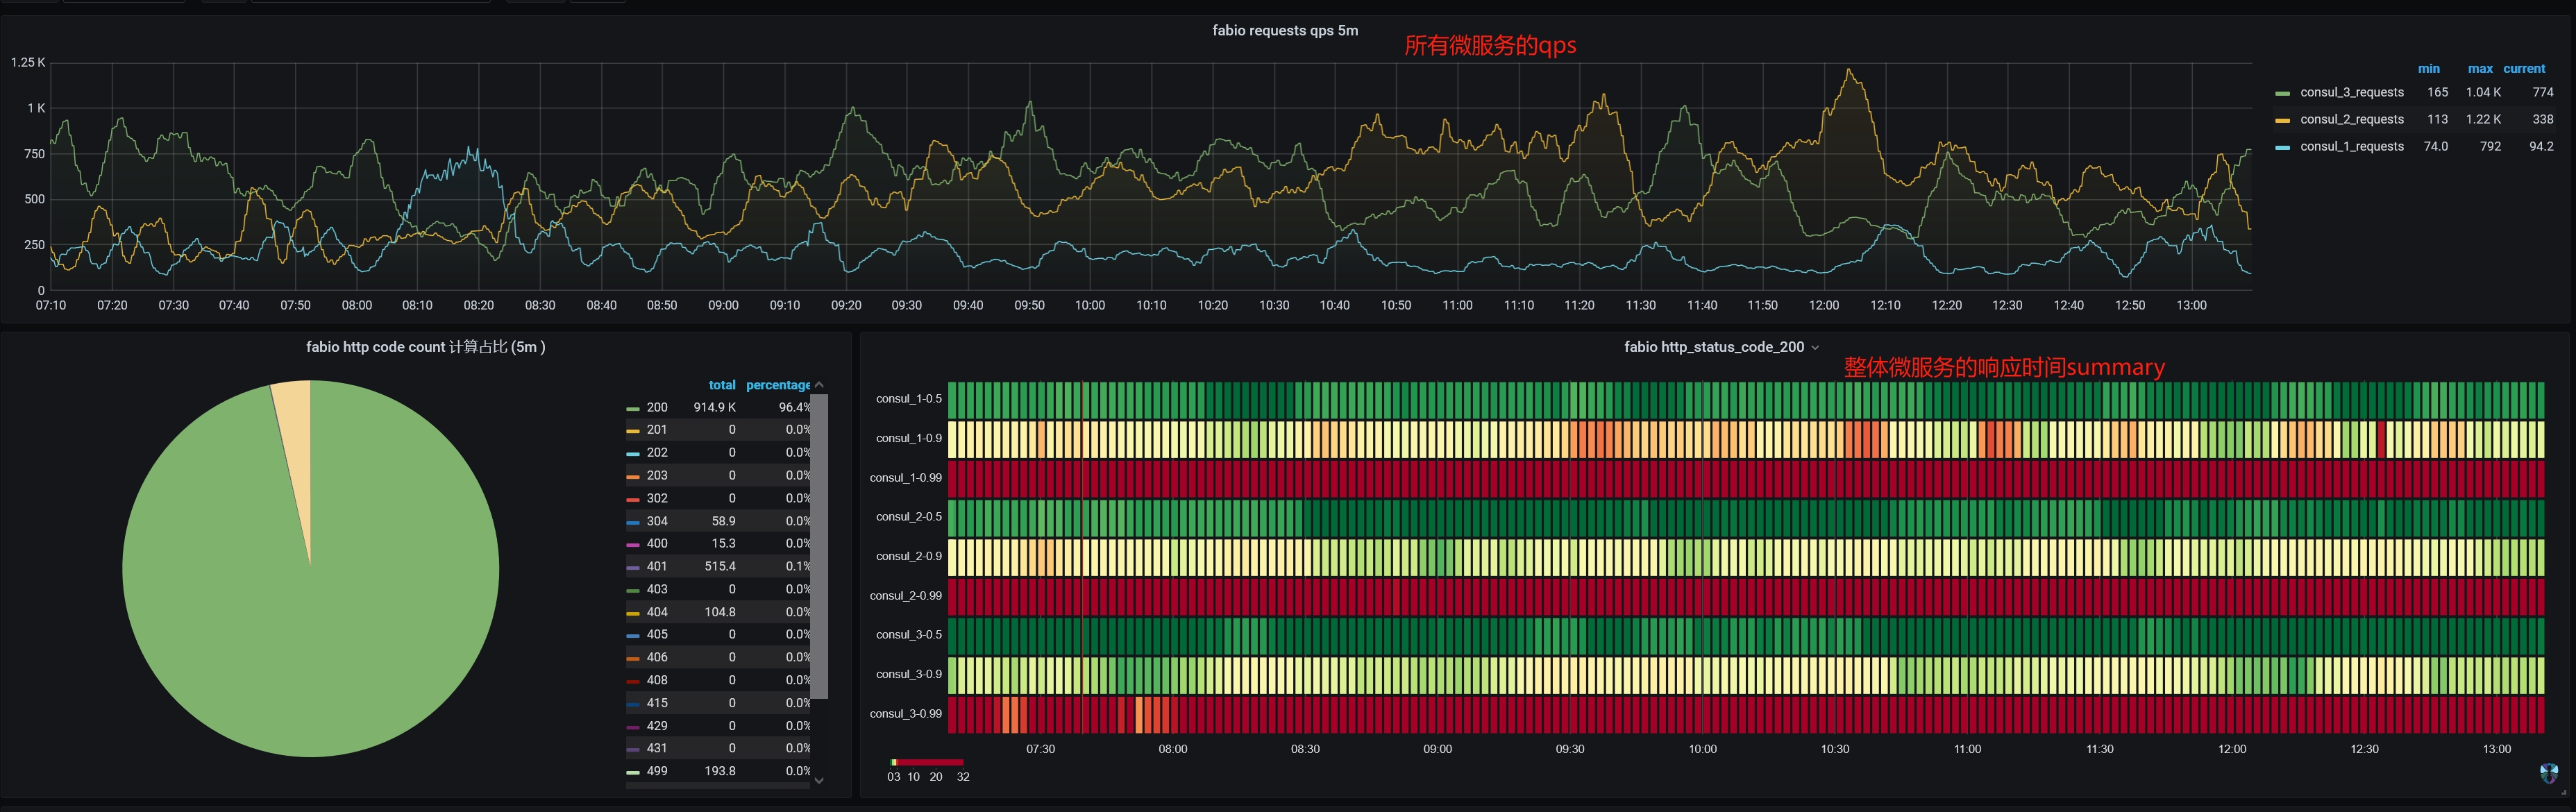 fabio requests qps 5m
所有微服务的qps
1.25 K
1 K
750
500
250
0
07:10 07:20 07:30 07:40 07:50 08:00 08:10 08:20 08:30 08:40 08:50 09:00 09:10 09:20 09:30 09:40 09:50 10:00 10:10 10:20 10:30 10:40 10:50 11:00 11:10 11:20 11:30 11:40 11:50 12:00 12:10 12:20 12:30 12:40 12:50 13:00
min max current
consul_3_requests 165 1.04 K 774
consul_2_requests 113 1.22 K 338
consul_1_requests 74.0 792 94.2
fabio http code count 计算占比 (5m )
total percentage
200 914.9 K 96.4%
201 0 0.0%
202 0 0.0%
203 0 0.0%
302 0 0.0%
304 58.9 0.0%
400 15.3 0.0%
401 515.4 0.1%
403 0 0.0%
404 104.8 0.0%
405 0 0.0%
406 0 0.0%
408 0 0.0%
415 0 0.0%
429 0 0.0%
431 0 0.0%
499 193.8 0.0%
fabio http_status_code_200
整体微服务的响应时间summary
consul_1-0.5
consul_1-0.9
consul_1-0.99
consul_2-0.5
consul_2-0.9
consul_2-0.99
consul_3-0.5
consul_3-0.9
consul_3-0.99
07:30 08:00 08:30 09:00 09:30 10:00 10:30 11:00 11:30 12:00 12:30 13:00
03 10 20 32